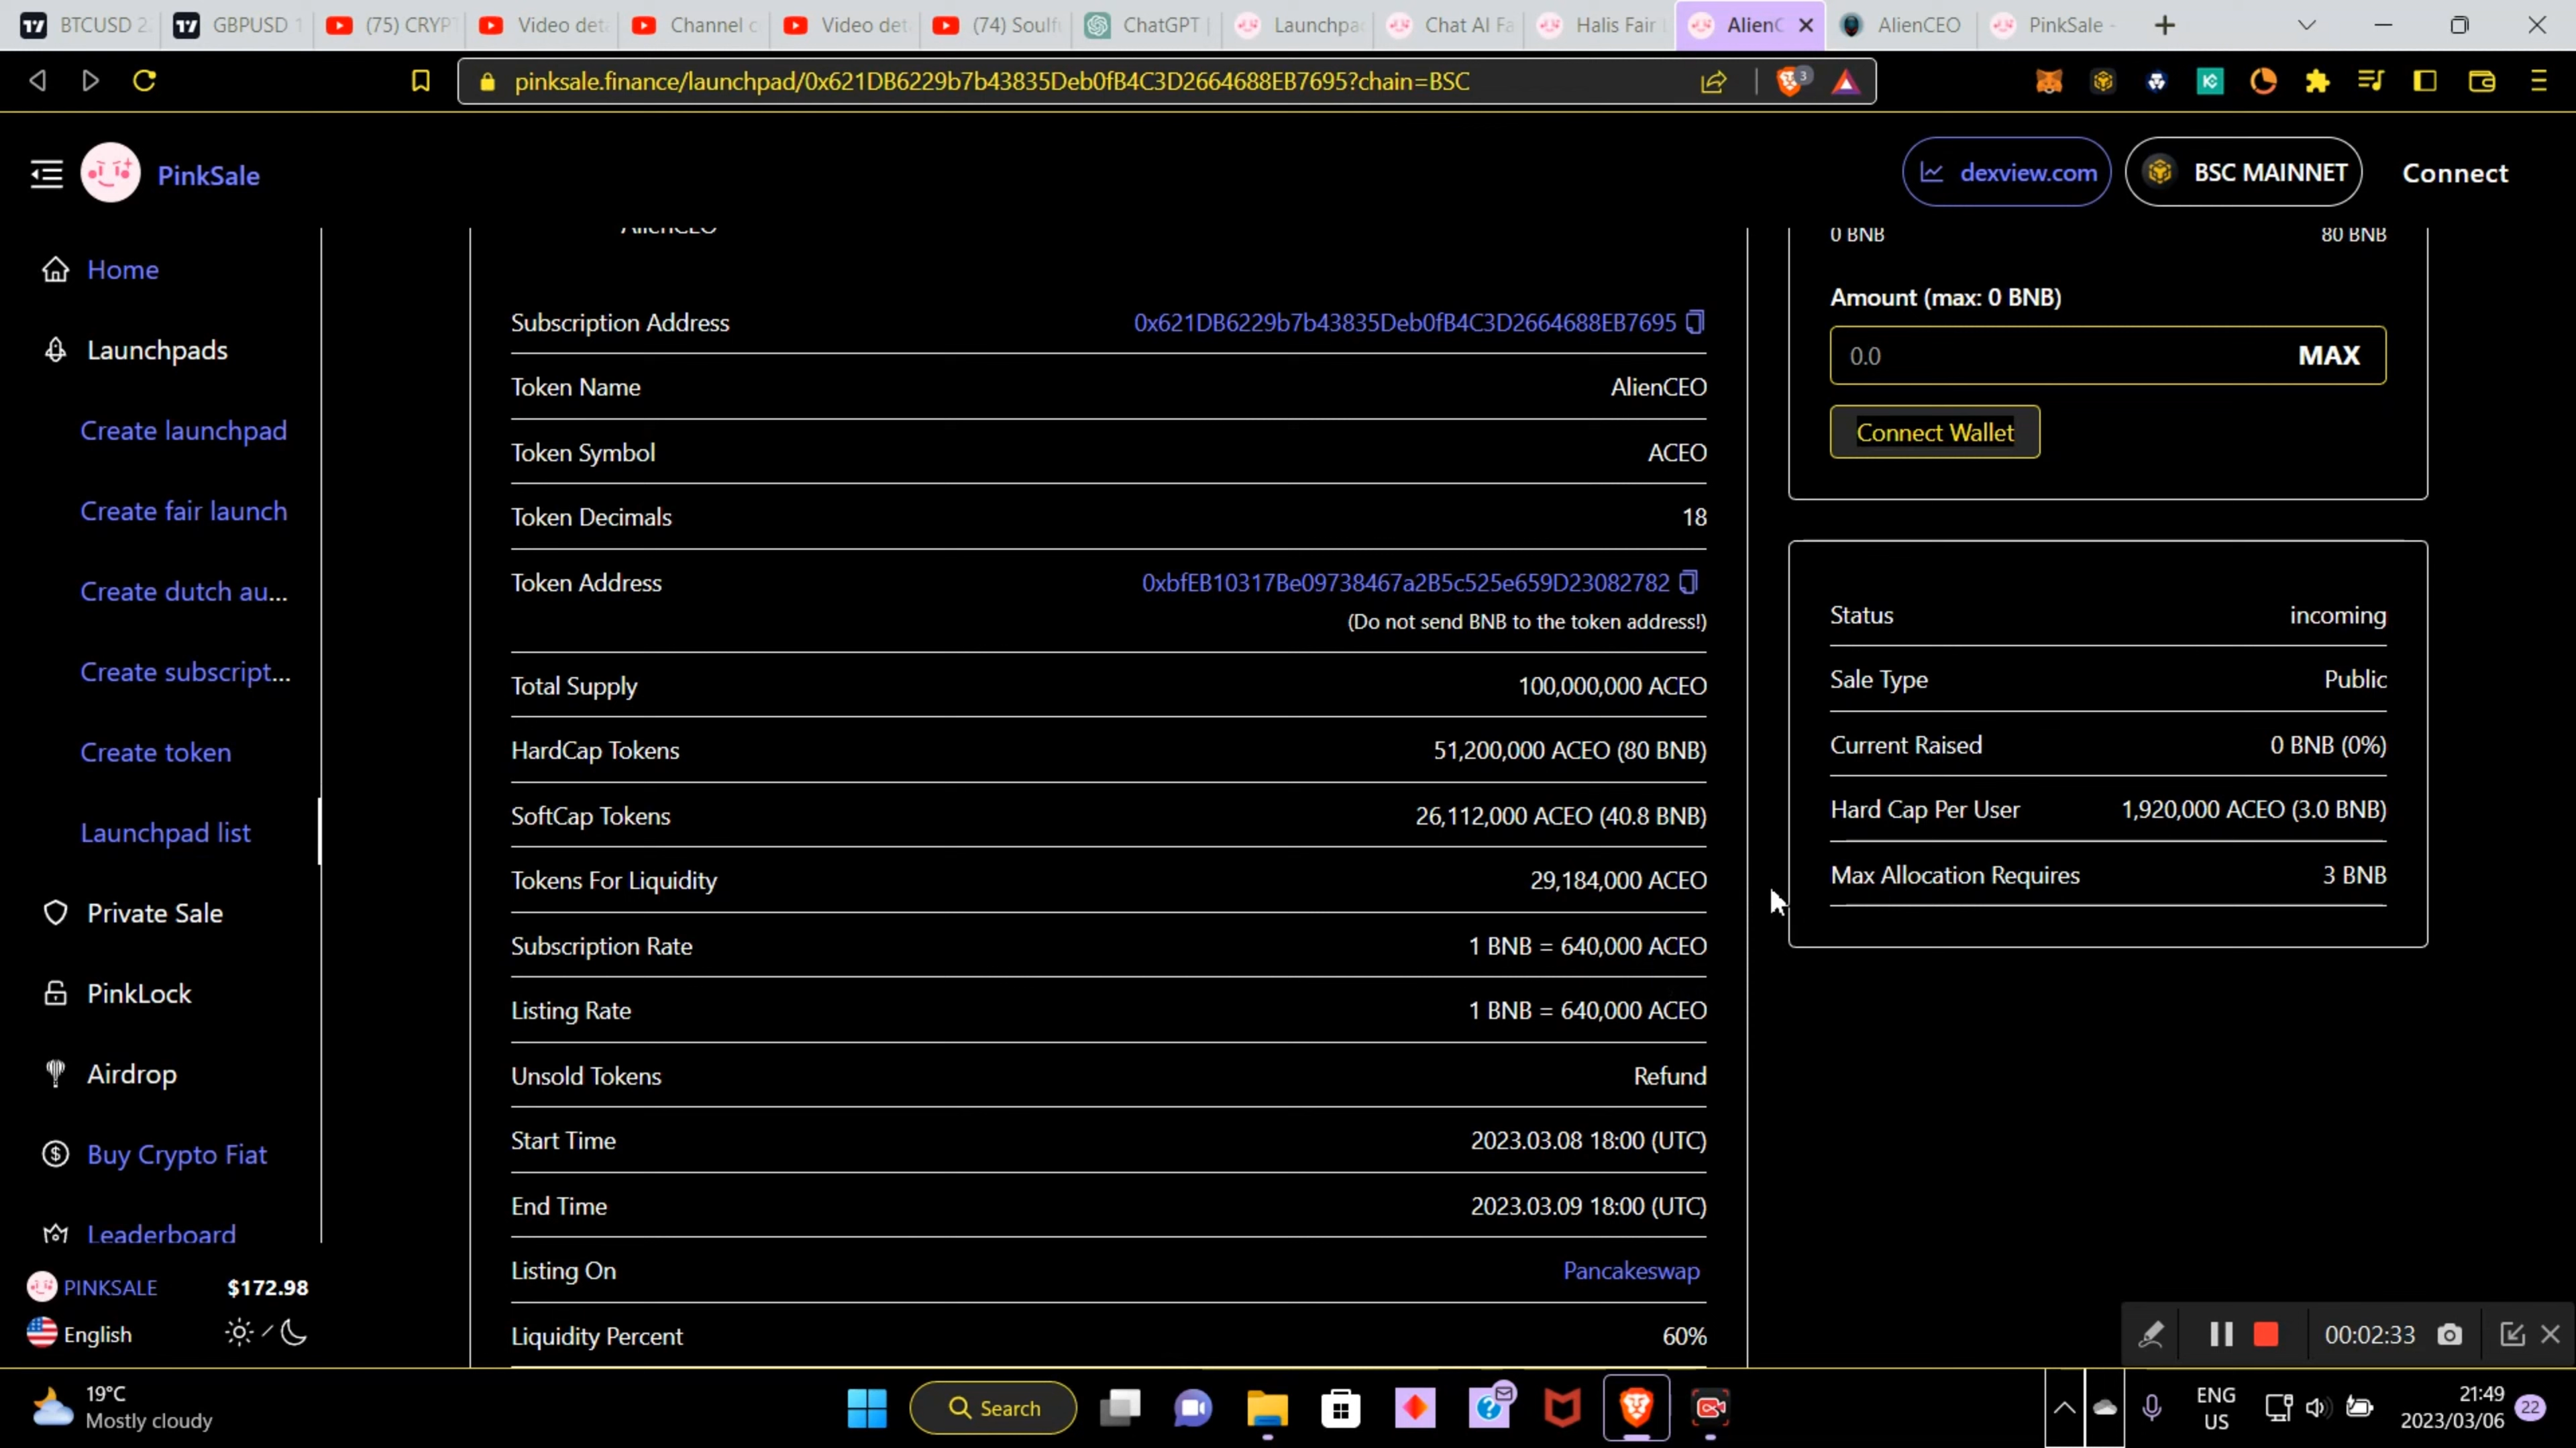 BTCUSD 2
GBPUSD 1
(75) CRYPT
Video deta
Channel c
Video det
(74) Soulfu
ChatGPT
Launchpa
Chat AI Fa
Halis Fair
AlienC
AlienCEO
PinkSale -
pinksale.finance/launchpad/0x621DB6229b7b43835Deb0fB4C3D2664688EB7695?chain=BSC
3
PinkSale
dexview.com
BSC MAINNET
Connect
Home
Launchpads
Create launchpad
Create fair launch
Create dutch au...
Create subscript...
Create token
Launchpad list
Private Sale
PinkLock
Airdrop
Buy Crypto Fiat
Leaderboard
PINKSALE $172.98
English
AlienCEO
Subscription Address 0x621DB6229b7b43835Deb0fB4C3D2664688EB7695
Token Name AlienCEO
Token Symbol ACEO
Token Decimals 18
Token Address 0xbfEB10317Be09738467a2B5c525e659D23082782
(Do not send BNB to the token address!)
Total Supply 100,000,000 ACEO
HardCap Tokens 51,200,000 ACEO (80 BNB)
SoftCap Tokens 26,112,000 ACEO (40.8 BNB)
Tokens For Liquidity 29,184,000 ACEO
Subscription Rate 1 BNB = 640,000 ACEO
Listing Rate 1 BNB = 640,000 ACEO
Unsold Tokens Refund
Start Time 2023.03.08 18:00 (UTC)
End Time 2023.03.09 18:00 (UTC)
Listing On Pancakeswap
Liquidity Percent 60%
0 BNB 80 BNB
Amount (max: 0 BNB)
0.0 MAX
Connect Wallet
Status incoming
Sale Type Public
Current Raised 0 BNB (0%)
Hard Cap Per User 1,920,000 ACEO (3.0 BNB)
Max Allocation Requires 3 BNB
00:02:33
19°C
Mostly cloudy
Search
ENG
US
21:49
2023/03/06
22